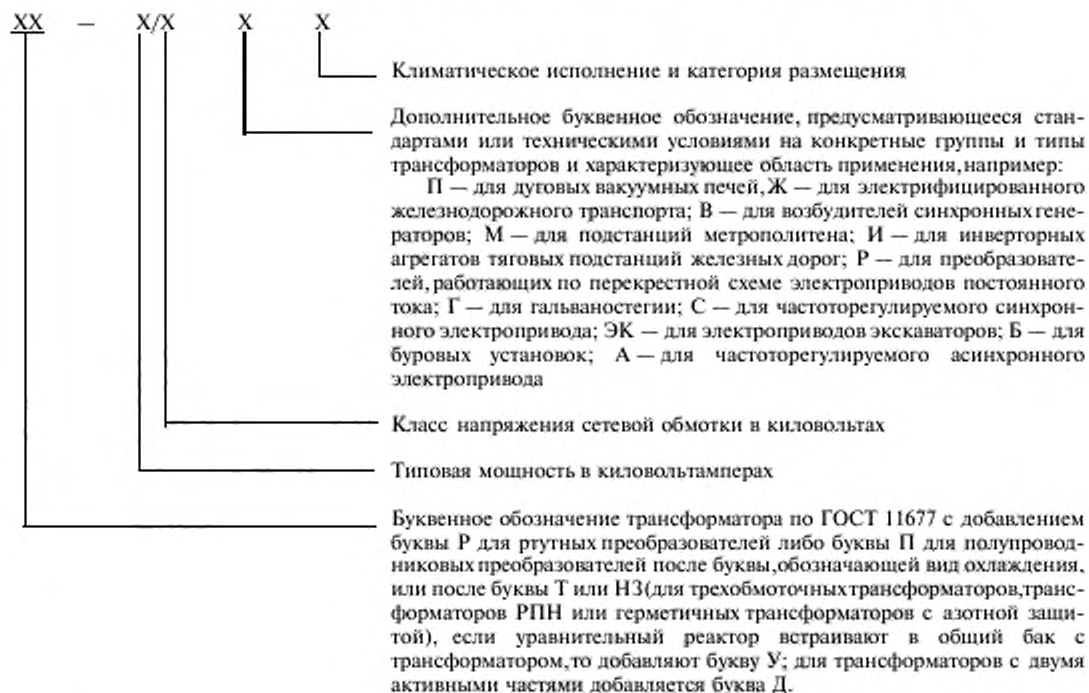 XX — X/X X X
Климатическое исполнение и категория размещения
Дополнительное буквенное обозначение, предусматривающееся стан-
дартами или техническими условиями на конкретные группы и типы
трансформаторов и характеризующее область применения,например:
П — для дуговых вакуумных печей,Ж — для электрифицированного
железнодорожного транспорта; В — для возбудителей синхронных гене-
раторов; М — для подстанций метрополитена; И — для инверторных
агрегатов тяговых подстанций железных дорог; Р — для преобразовате-
лей,работающих по перекрестной схеме электроприводов постоянного
тока; Г — для гальваностегии; С — для частоторегулируемого синхрон-
ного электропривода; ЭК — для электроприводов экскаваторов; Б — для
буровых установок; А — для частоторегулируемого асинхронного
электропривода
Класс напряжения сетевой обмотки в киловольтах
Типовая мощность в киловольтамперах
Буквенное обозначение трансформатора по ГОСТ 11677 с добавлением
буквы Р для ртутных преобразователей либо буквы П для полупровод-
никовых преобразователей после буквы,обозначающей вид охлаждения,
или после буквы Т или НЗ(для трехобмоточных трансформаторов,транс-
форматоров РПН или герметичных трансформаторов с азотной защи-
той), если уравнительный реактор встраивают в общий бак с
трансформатором,то добавляют букву У; для трансформаторов с двумя
активными частями добавляется буква Д.